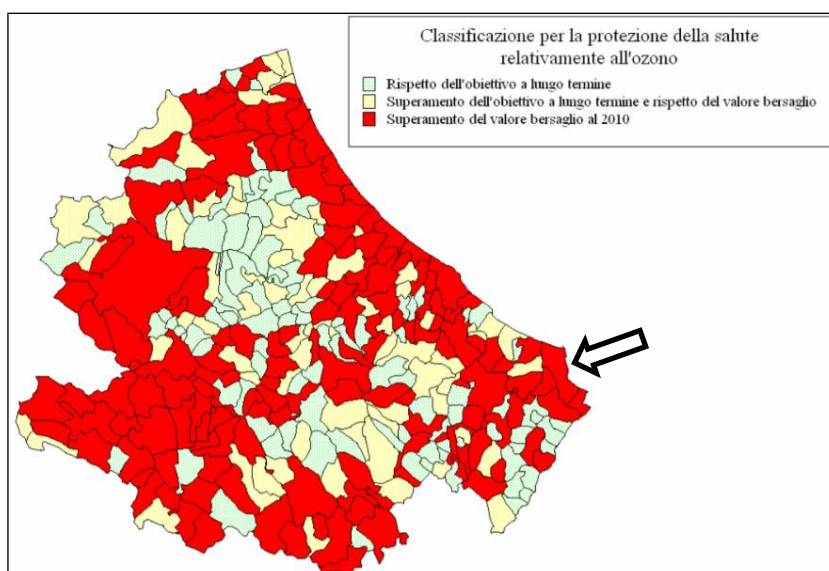 Classificazione per la protezione della salute
relativamente all'ozono
Rispetto dell'obiettivo a lungo termine
Superamento dell'obiettivo a lungo termine e rispetto del valore bersaglio
Superamento del valore bersaglio al 2010